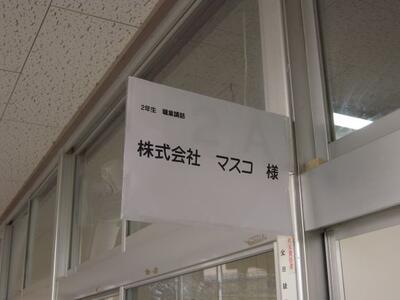 2年生 職業講話
株式会社 マスコ 様